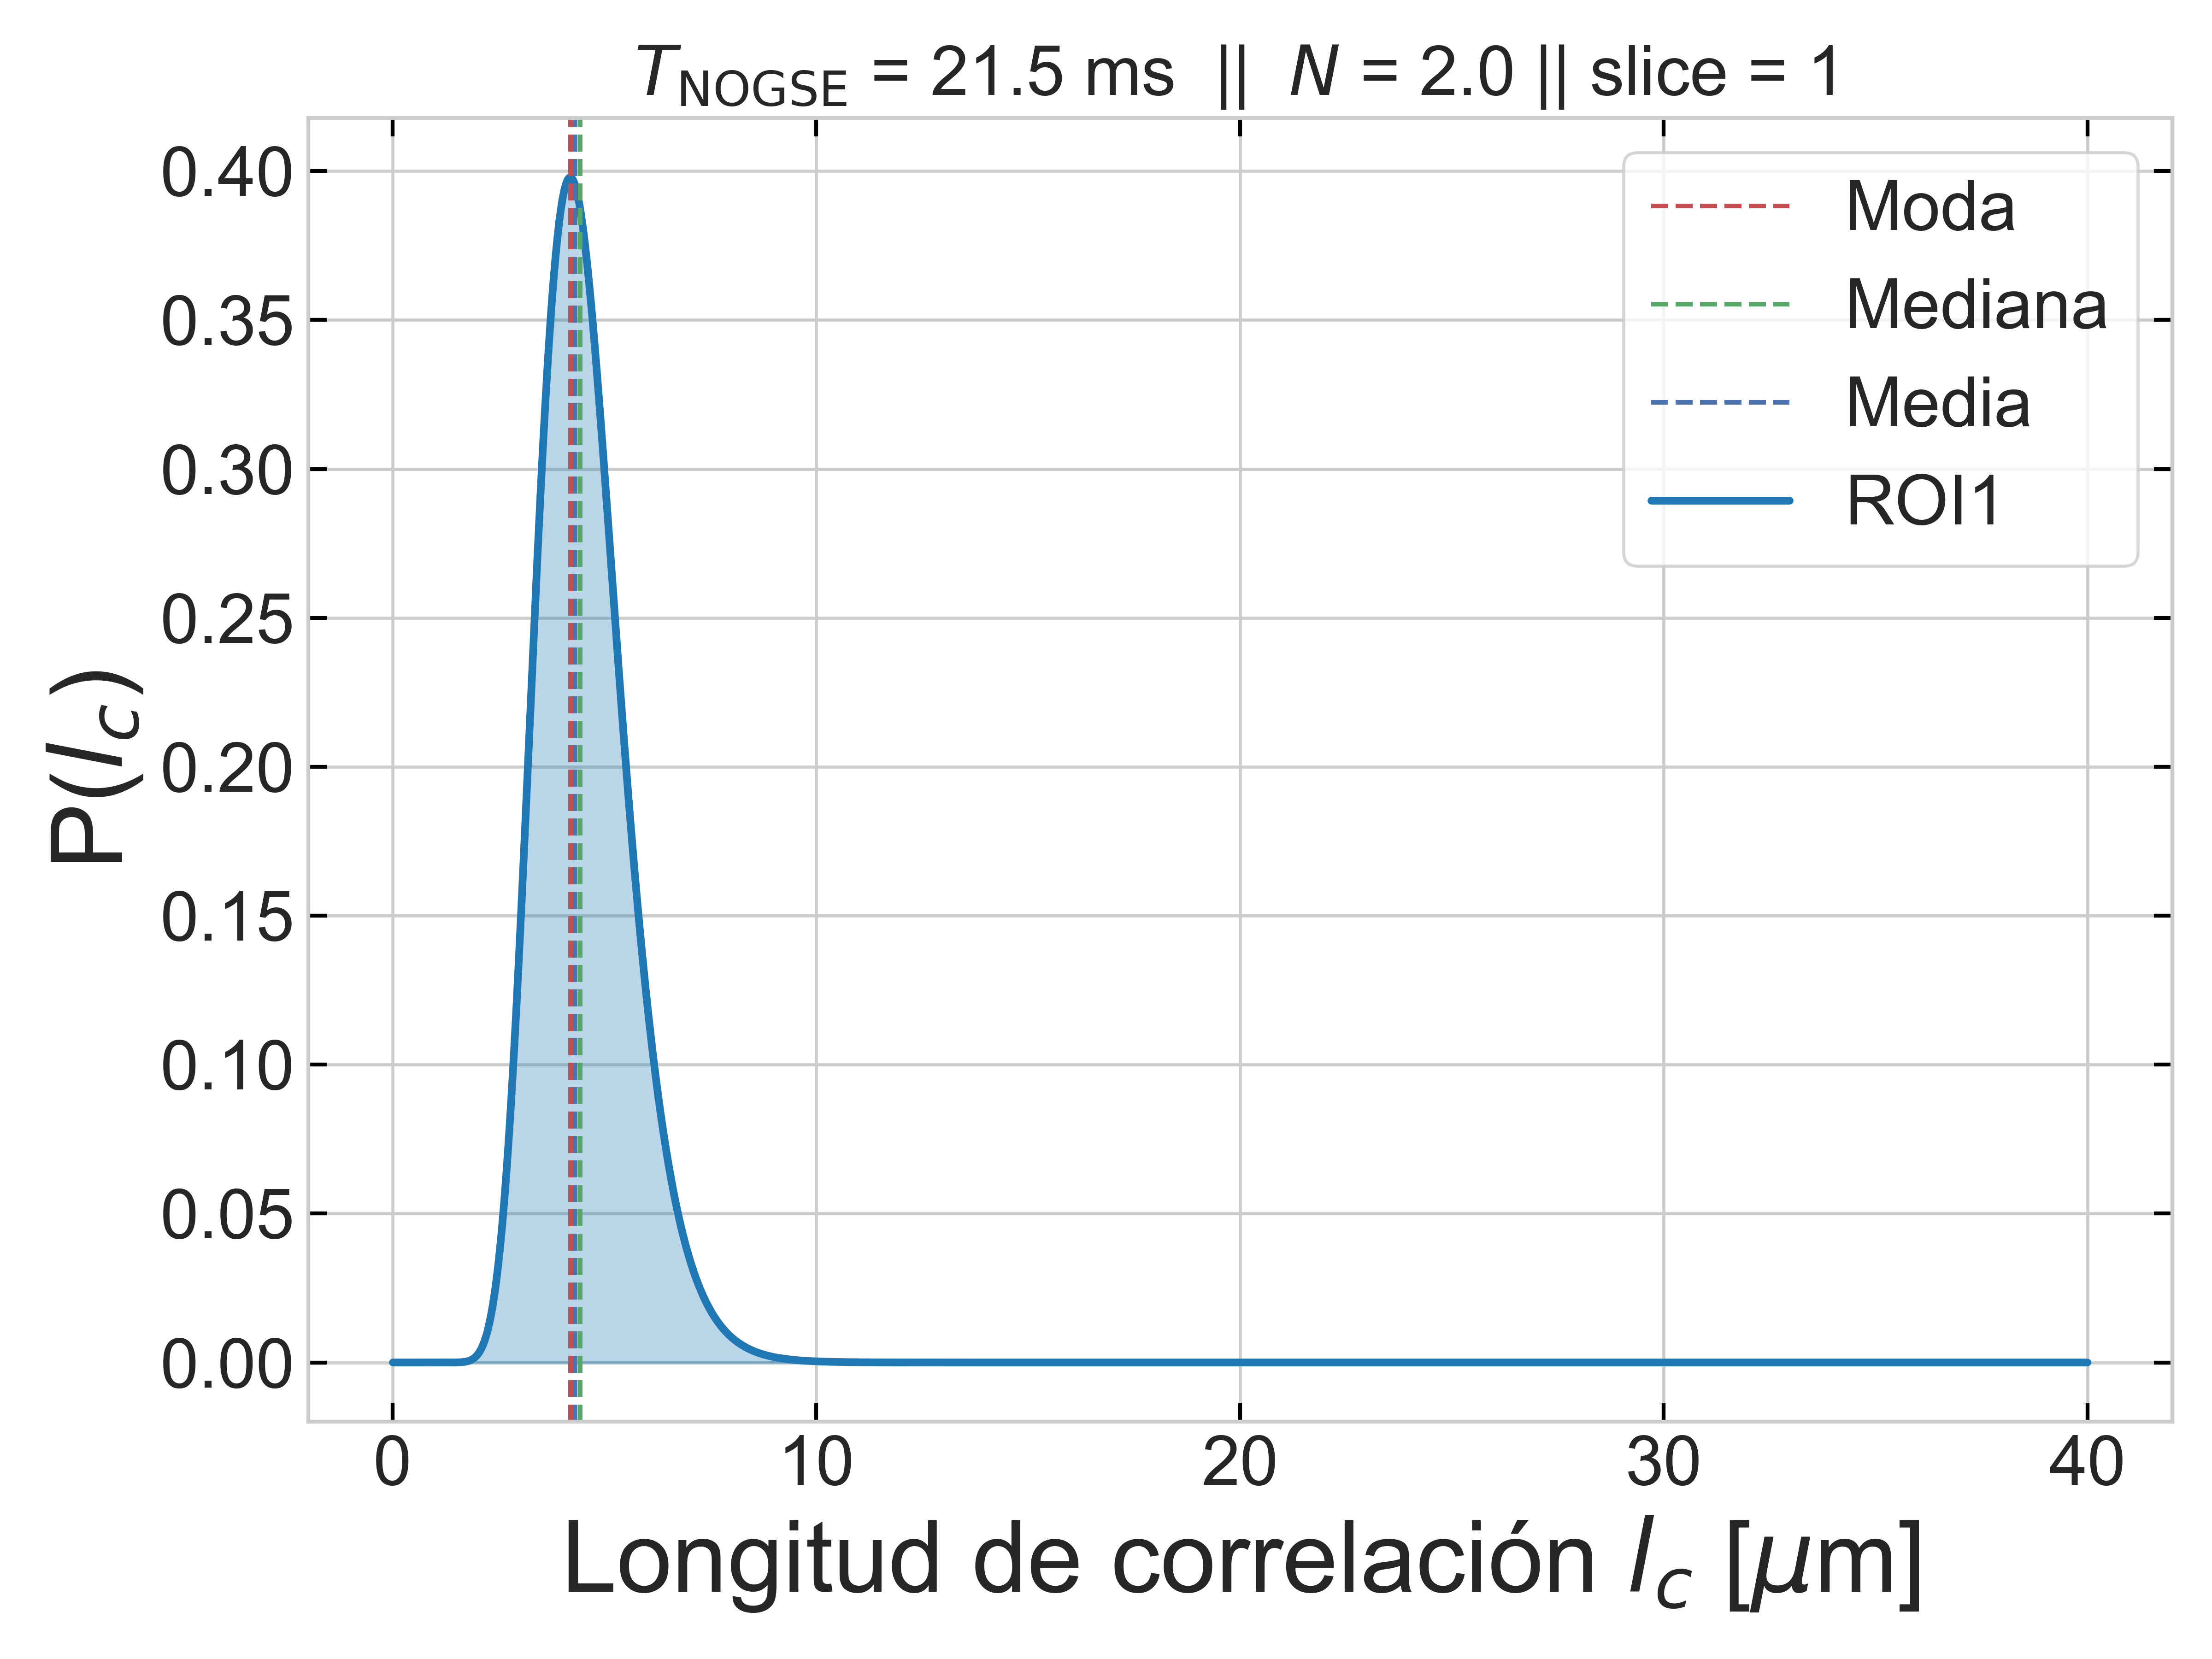 T_NOGSE = 21.5 ms || N = 2.0 || slice = 1
0.40
0.35
0.30
0.25
0.20
0.15
0.10
0.05
0.00
P(l_c)
Moda
Mediana
Media
ROI1
0 10 20 30 40
Longitud de correlación l_c [μm]